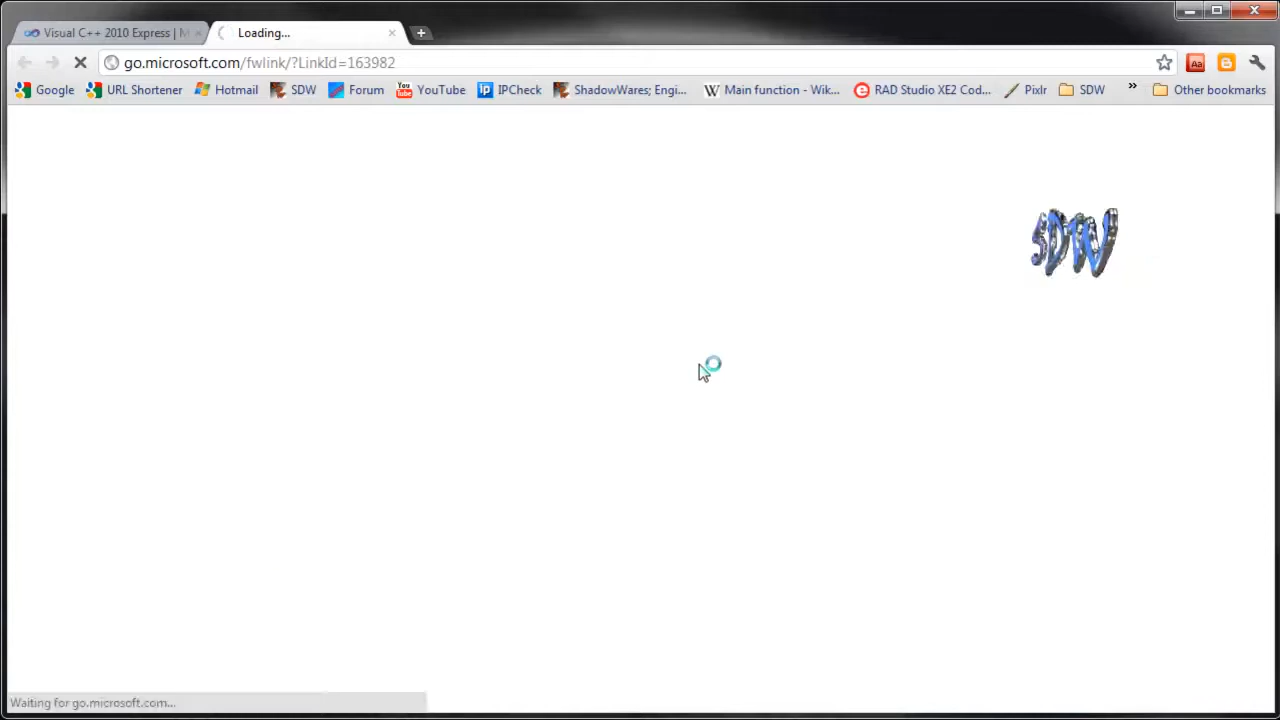 Visual C++ 2010 Express | M
Loading...
go.microsoft.com/fwlink/?LinkId=163982
Google URL Shortener Hotmail SDW Forum YouTube IPCheck ShadowWares; Engi... Main function - Wik... RAD Studio XE2 Cod... Pixlr SDW » Other bookmarks
SDW
Waiting for go.microsoft.com...